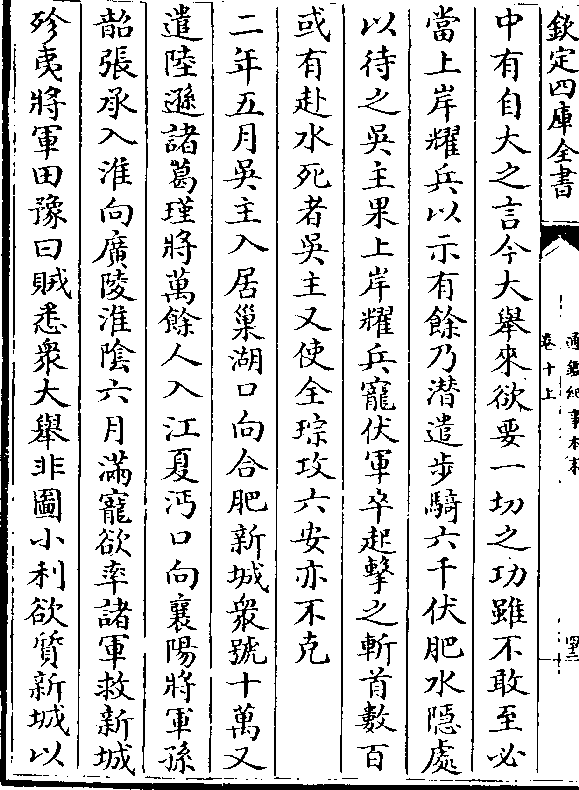 欽定四庫全書
通鑑紀事本末
卷十上
中有自大之言今大舉來欲要一切之功雖不敢至必
當上岸耀兵以示有餘乃潛遣步騎六千伏肥水隱處
以待之吳主果上岸耀兵寵伏軍卒起擊之斬首數百
或有赴水死者吳主又使全琮攻六安亦不克
二年五月吳主入居巢湖口向合肥新城衆號十萬又
遣陸遜諸葛瑾將萬餘人入江夏沔口向襄陽將軍孫
韶張承入淮向廣陵淮陰六月滿寵欲率諸軍救新城
殄夷將軍田豫曰賊悉衆大舉非圖小利欲質新城以